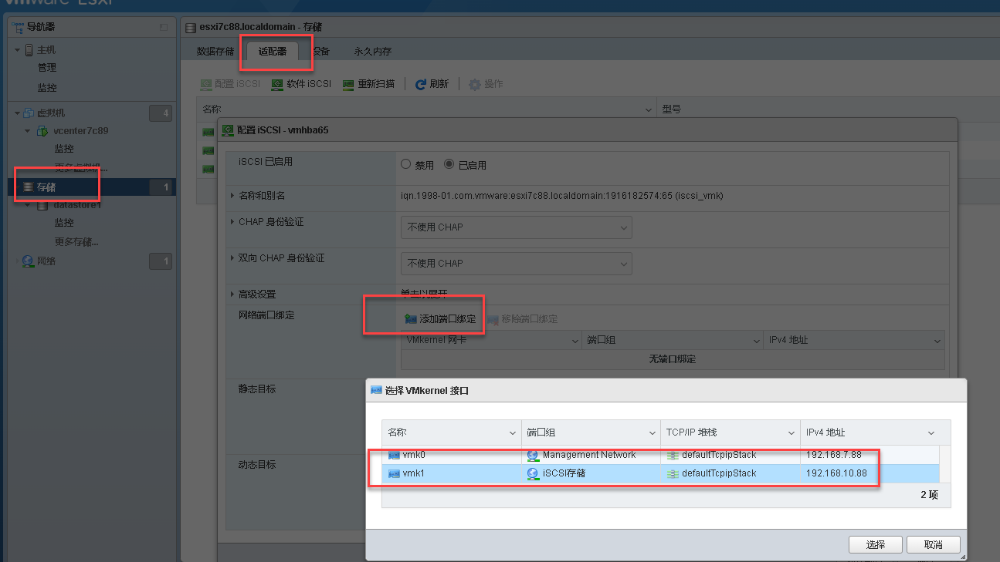 vmware ESXi
导航器
主机
管理
监控
虚拟机 4
vcenter7c89
监控
更多虚拟机...
存储 1
datastore1
监控
更多存储...
网络 1
esxi7c88.localdomain - 存储
数据存储 适配器 设备 永久内存
配置 iSCSI 软件 iSCSI 重新扫描 刷新 操作
名称 型号
配置 iSCSI - vmhba65
iSCSI 已启用 禁用 已启用
名称和别名 iqn.1998-01.com.vmware:esxi7c88.localdomain:1916182574:65 (iscsi_vmk)
CHAP 身份验证 不使用 CHAP
双向 CHAP 身份验证 不使用 CHAP
高级设置 单击以展开
网络端口绑定 添加端口绑定 移除端口绑定
VMkernel 网卡 端口组 IPv4 地址
无端口绑定
静态目标
动态目标
选择 VMkernel 接口
名称 端口组 TCP/IP 堆栈 IPv4 地址
vmk0 Management Network defaultTcpipStack 192.168.7.88
vmk1 iSCSI存储 defaultTcpipStack 192.168.10.88
2 项
选择 取消